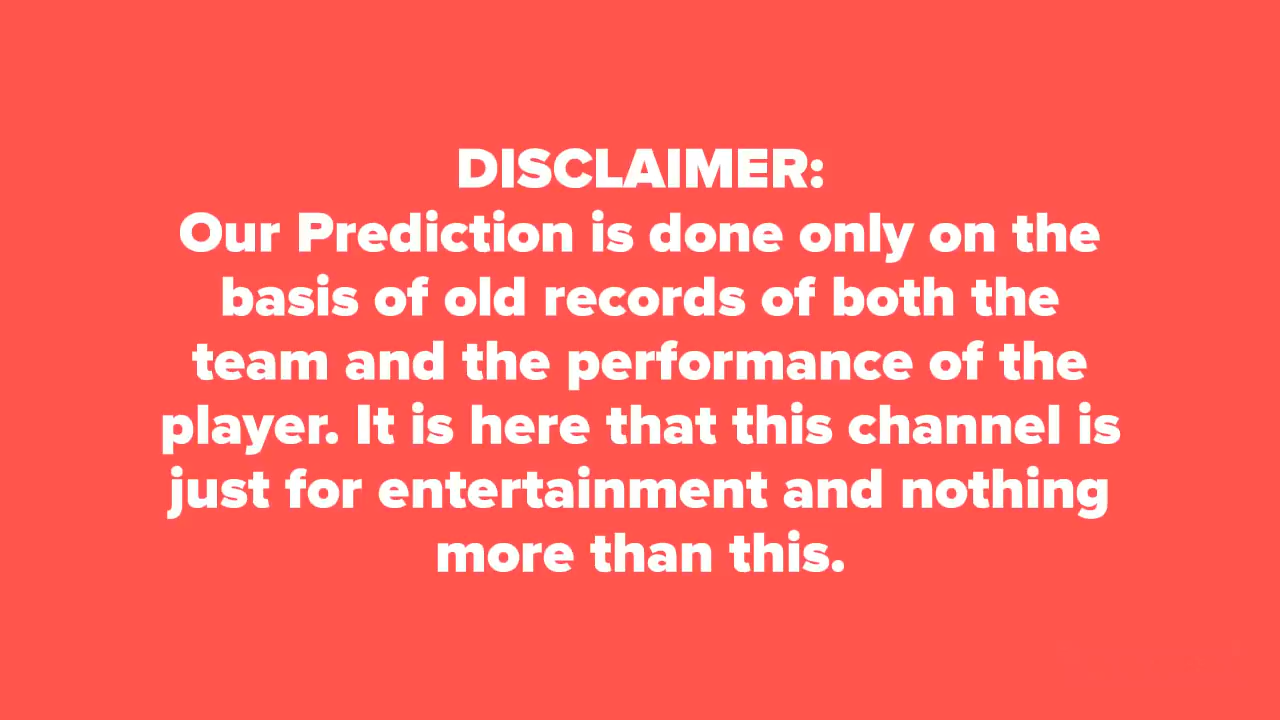 DISCLAIMER:
Our Prediction is done only on the
basis of old records of both the
team and the performance of the
player. It is here that this channel is
just for entertainment and nothing
more than this.